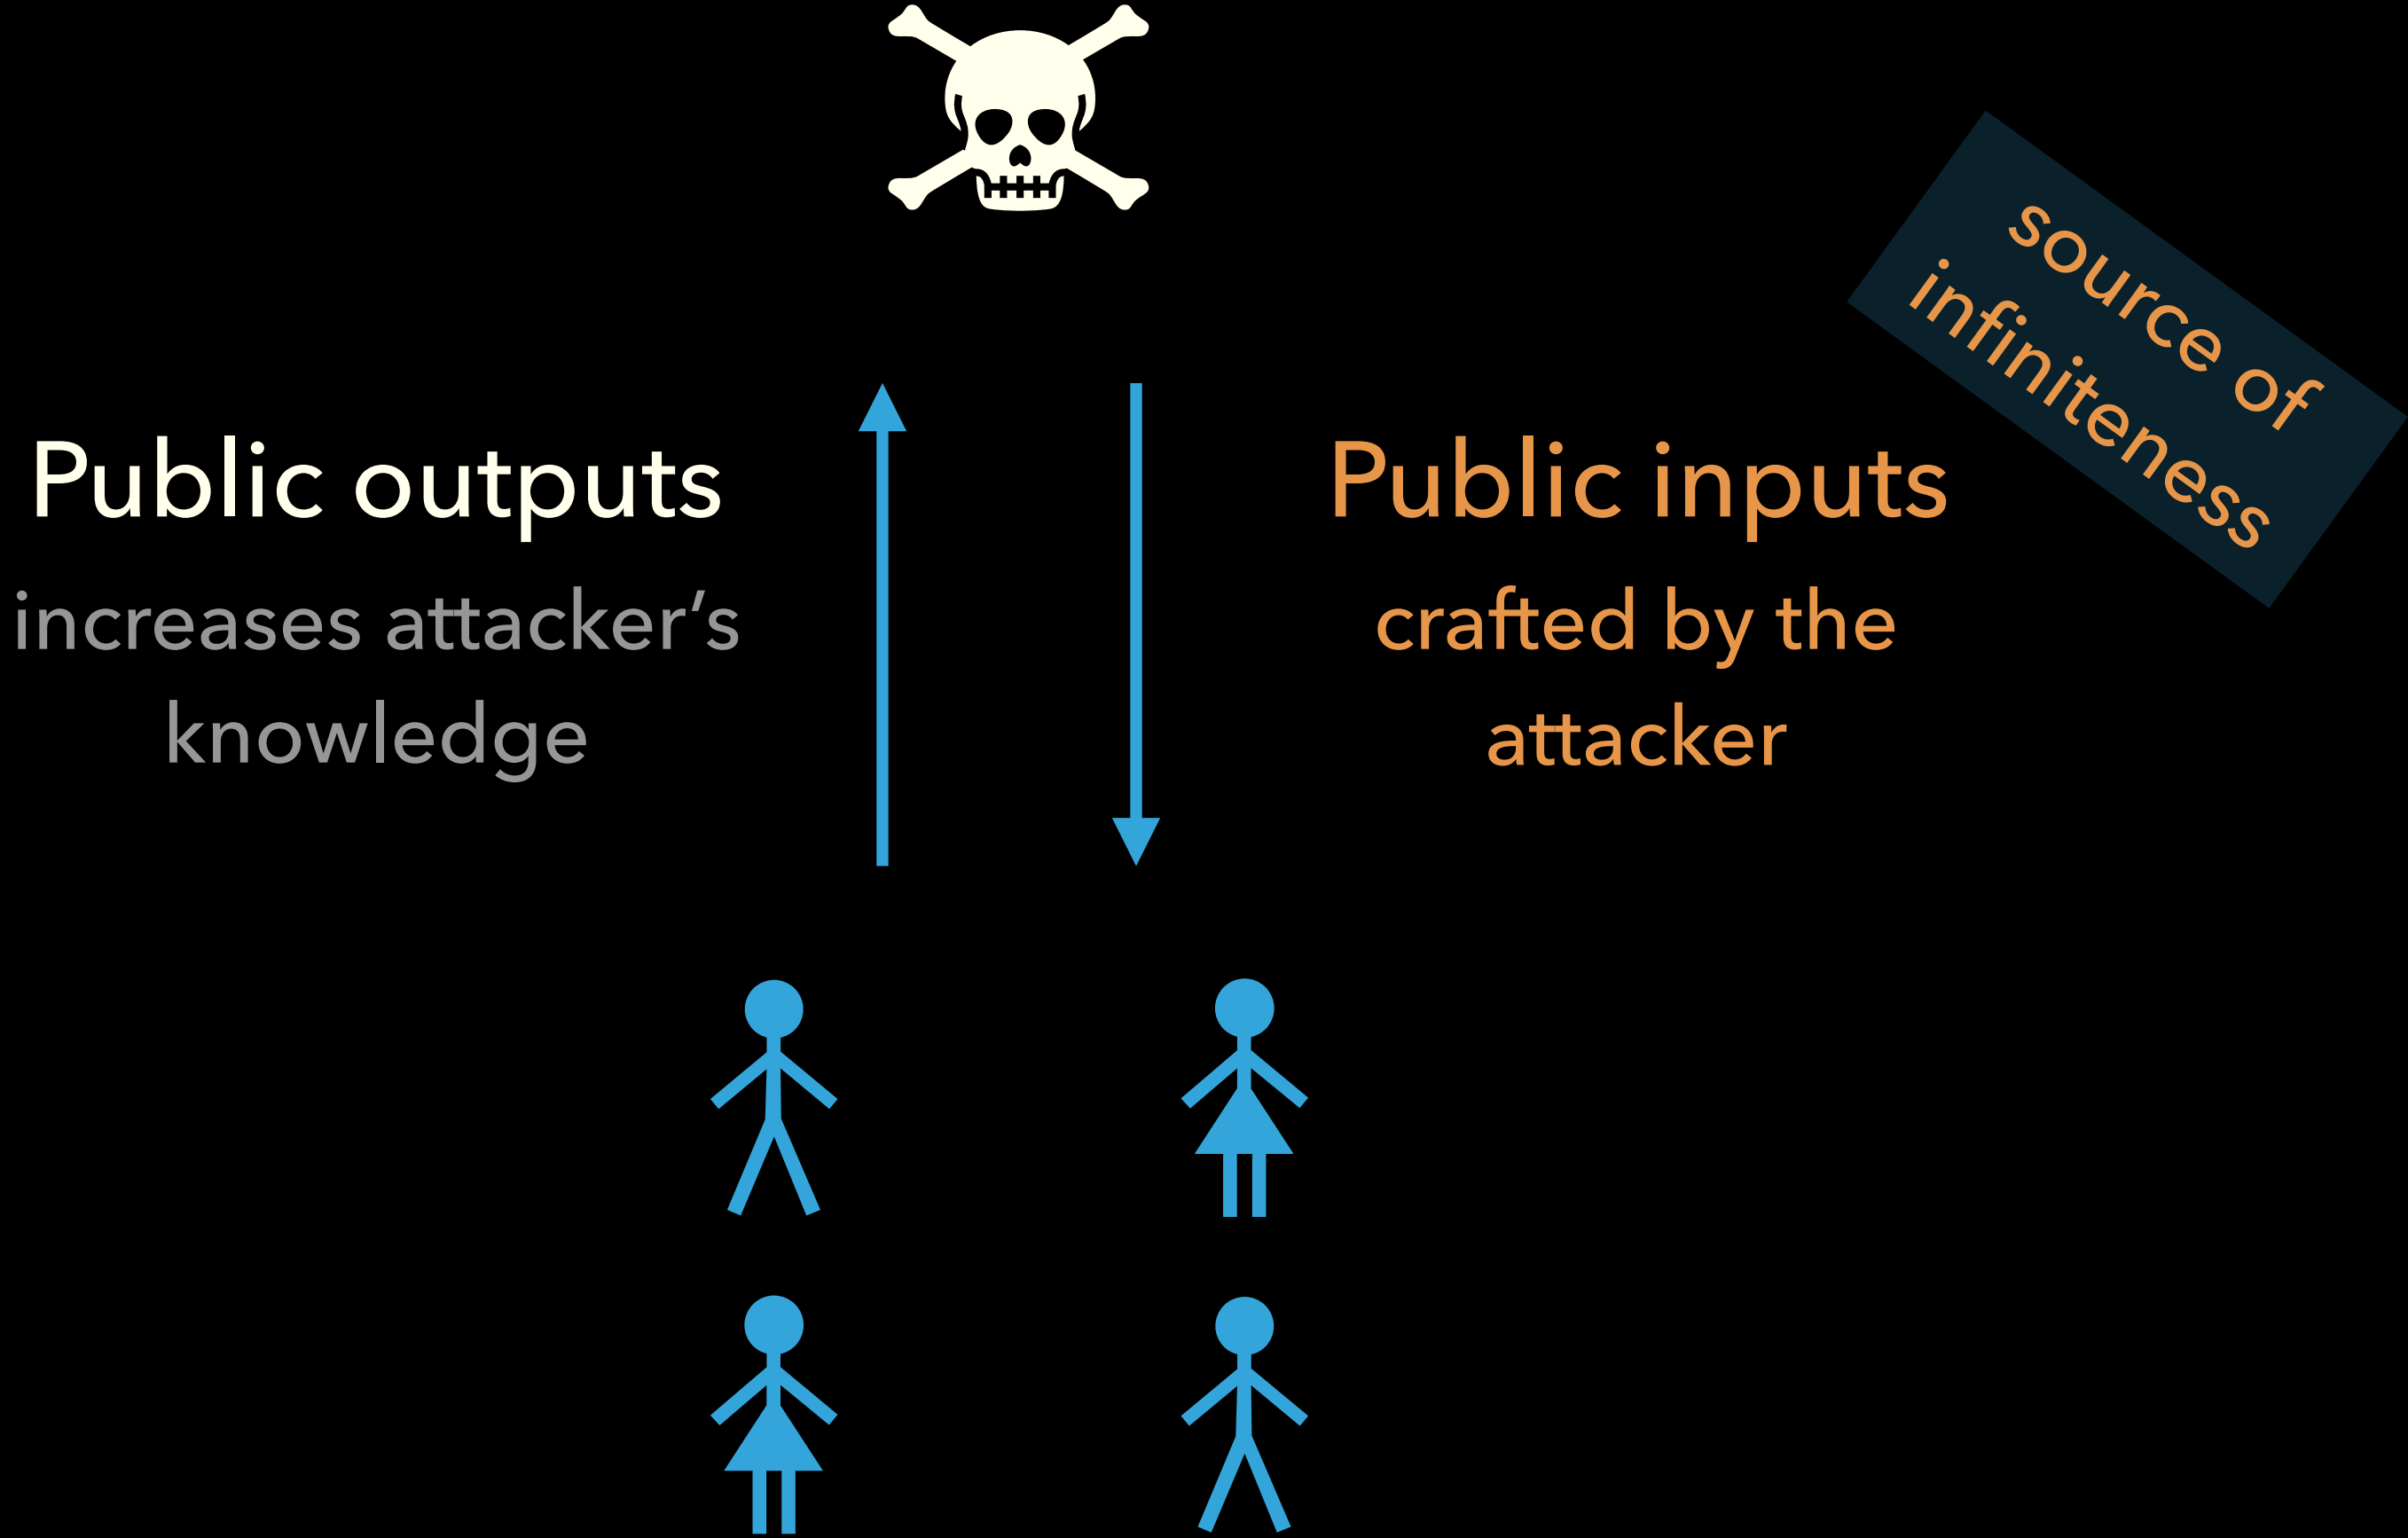 source of
infiniteness
Public outputs
increases attacker’s
knowledge
Public inputs
crafted by the
attacker